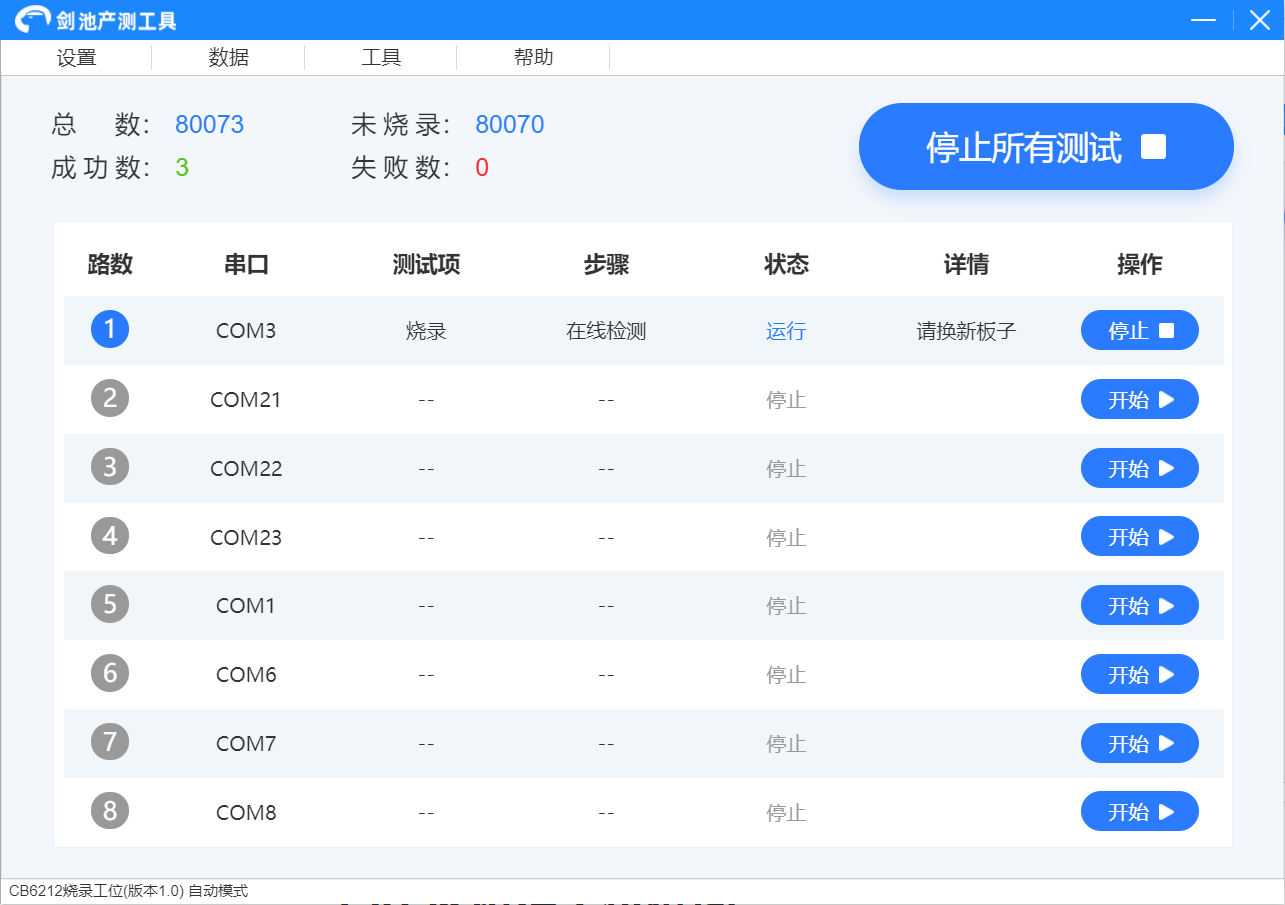 剑池产测工具
设置 数据 工具 帮助
总 数： 80073 未烧录： 80070
成功数： 3 失败数： 0
停止所有测试
路数 串口 测试项 步骤 状态 详情 操作
1 COM3 烧录 在线检测 运行 请换新板子 停止
2 COM21 -- -- 停止 开始
3 COM22 -- -- 停止 开始
4 COM23 -- -- 停止 开始
5 COM1 -- -- 停止 开始
6 COM6 -- -- 停止 开始
7 COM7 -- -- 停止 开始
8 COM8 -- -- 停止 开始
CB6212烧录工位(版本1.0) 自动模式